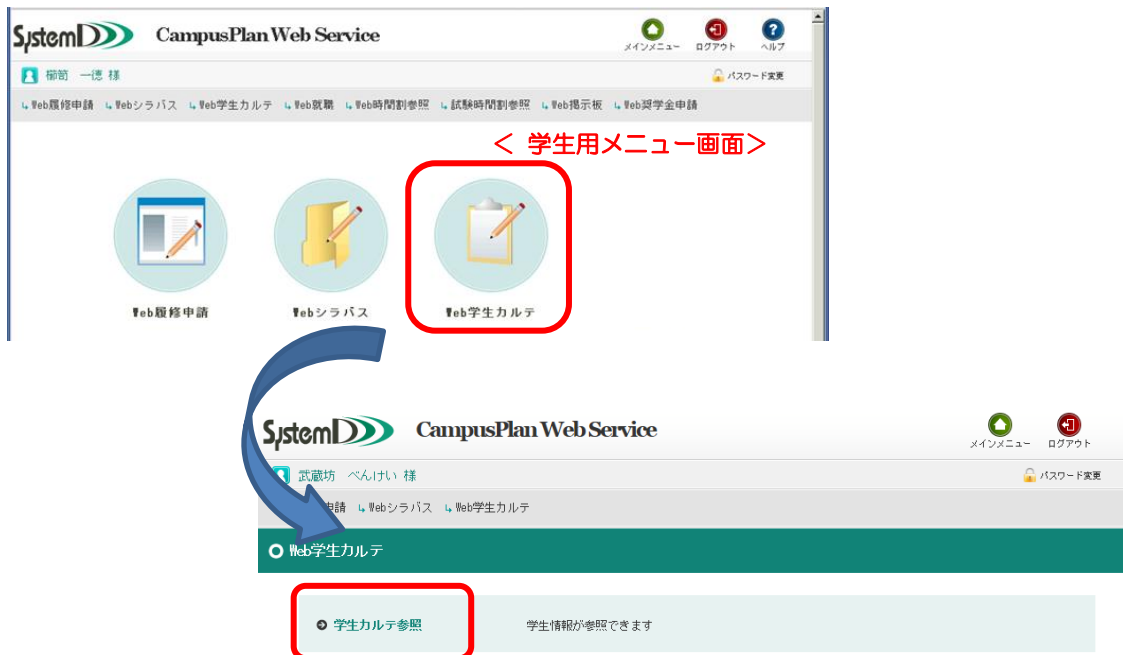 SystemD CampusPlan Web Service
メインメニュー ログアウト ヘルプ
櫛笥 一徳 様 パスワード変更
Web履修申請 Webシラバス Web学生カルテ Web就職 Web時間割参照 試験時間割参照 Web掲示板 Web奨学金申請
＜ 学生用メニュー画面＞
Web履修申請 Webシラバス Web学生カルテ
SystemD CampusPlan Web Service
メインメニュー ログアウト
武蔵坊 べんけい 様 パスワード変更
申請 Webシラバス Web学生カルテ
Web学生カルテ
学生カルテ参照 学生情報が参照できます